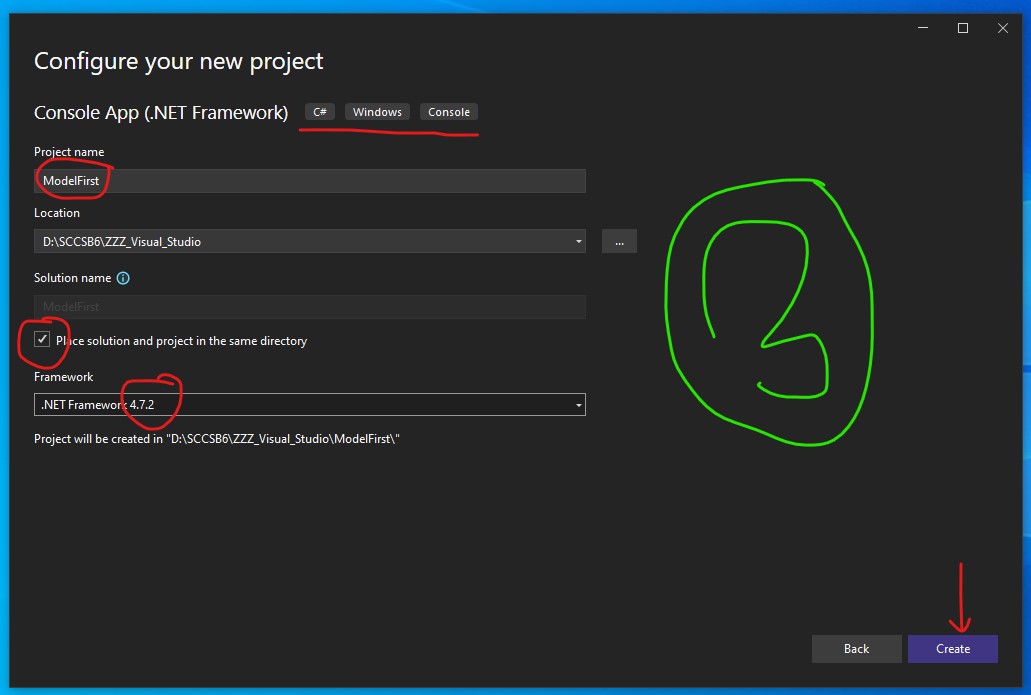 Configure your new project
Console App (.NET Framework) C# Windows Console
Project name
ModelFirst
Location
D:\SCCSB6\ZZZ_Visual_Studio
...
Solution name
ModelFirst
Place solution and project in the same directory
Framework
.NET Framework 4.7.2
Project will be created in "D:\SCCSB6\ZZZ_Visual_Studio\ModelFirst\"
3
Back Create